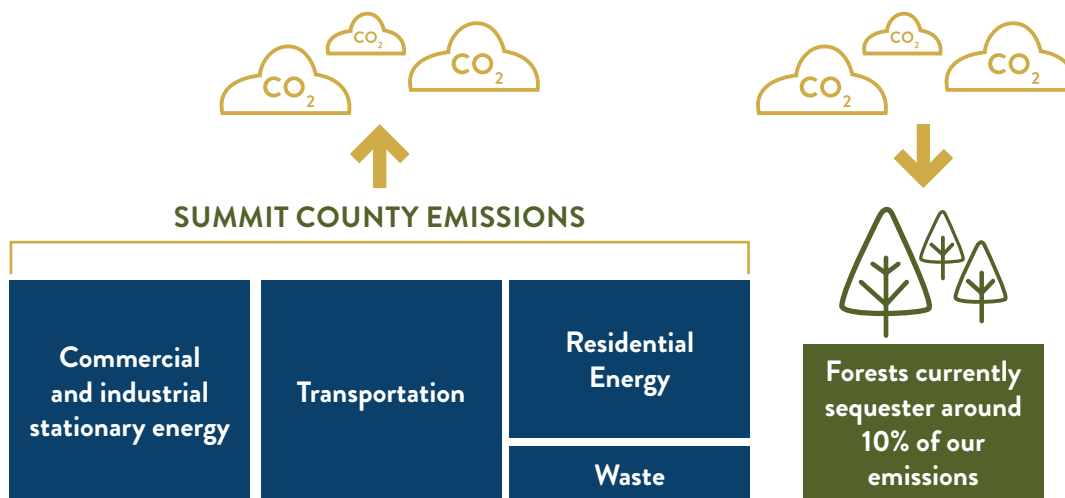 CO₂
CO₂
CO₂
CO₂
CO₂
CO₂
SUMMIT COUNTY EMISSIONS
Commercial
and industrial
stationary energy
Transportation
Residential
Energy
Waste
Forests currently
sequester around
10% of our
emissions